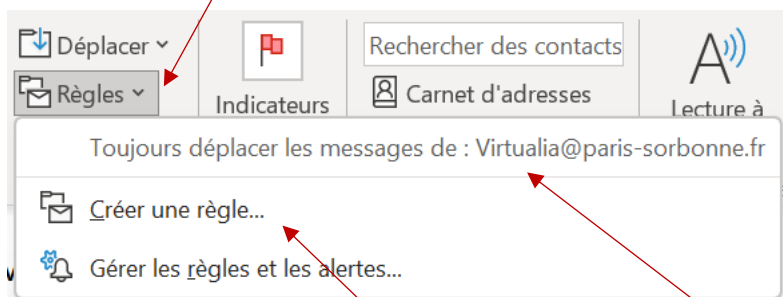 Déplacer
Rechercher des contacts
Règles
Indicateurs
Carnet d'adresses
Lecture à
Toujours déplacer les messages de : Virtualia@paris-sorbonne.fr
Créer une règle...
Gérer les règles et les alertes...